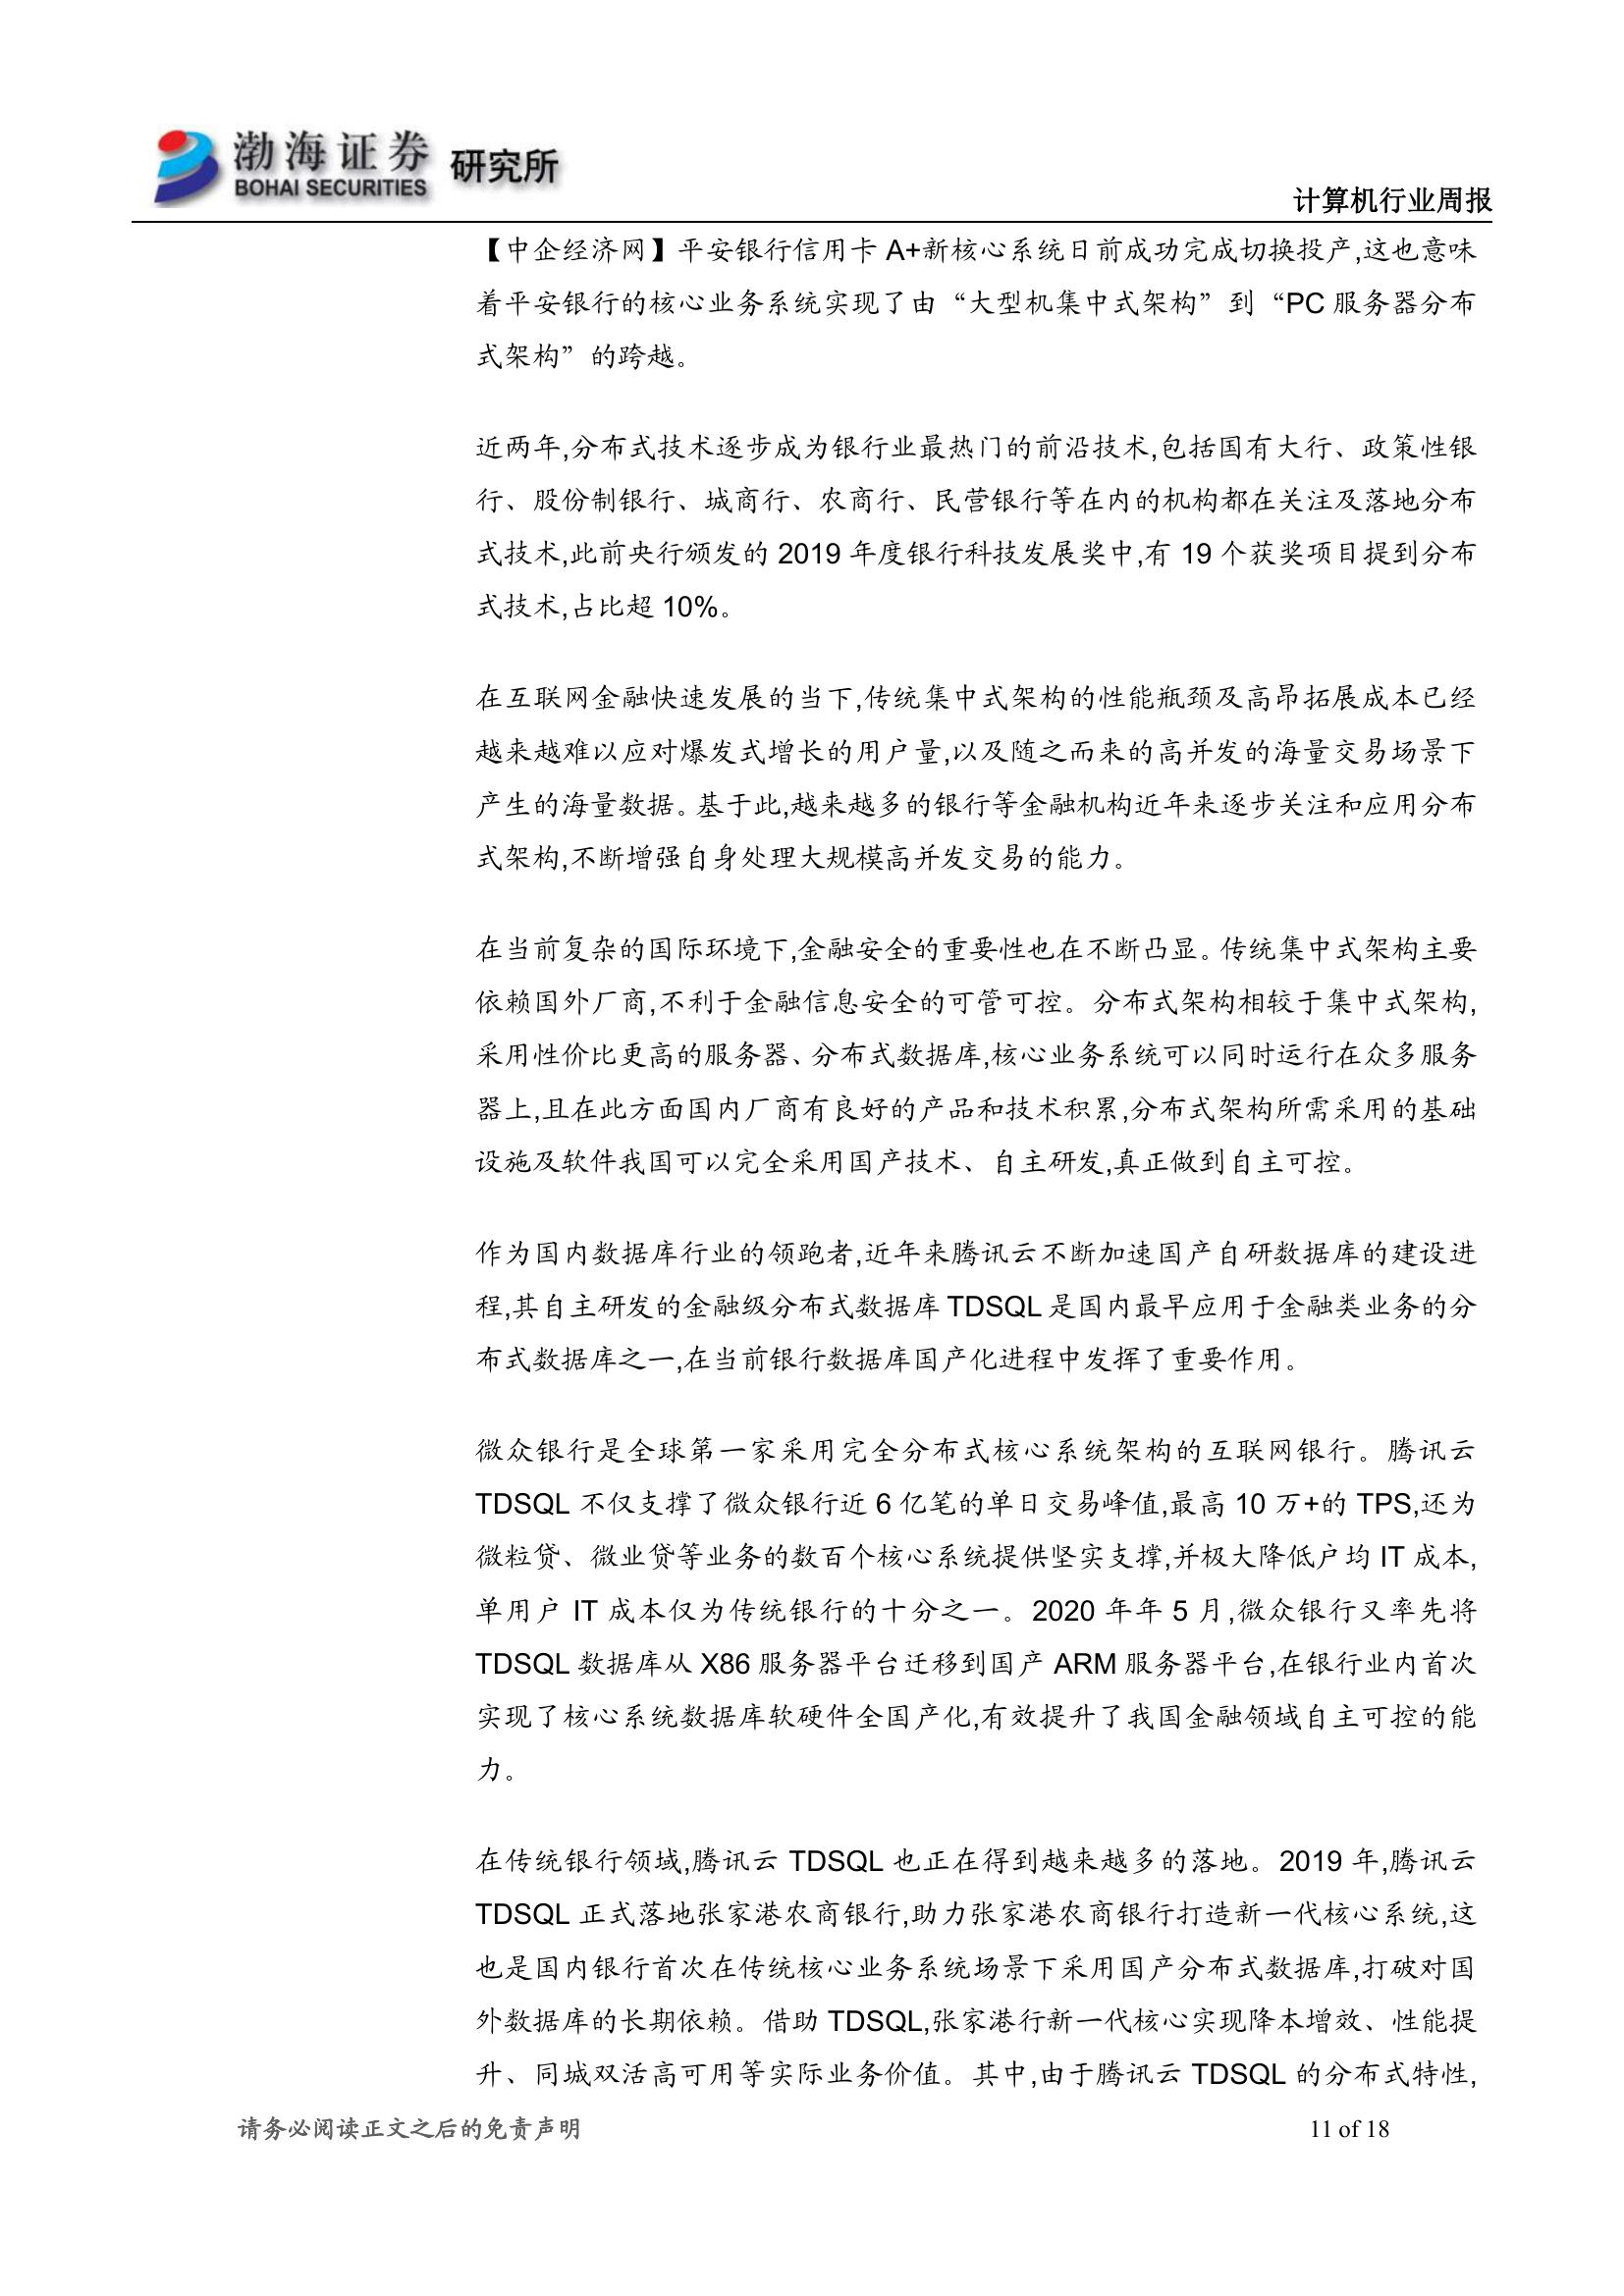 渤海证券 研究所
BOHAI SECURITIES
计算机行业周报
【中企经济网】平安银行信用卡 A+新核心系统日前成功完成切换投产,这也意味
着平安银行的核心业务系统实现了由“大型机集中式架构”到“PC 服务器分布
式架构”的跨越。
近两年,分布式技术逐步成为银行业最热门的前沿技术,包括国有大行、政策性银
行、股份制银行、城商行、农商行、民营银行等在内的机构都在关注及落地分布
式技术,此前央行颁发的 2019 年度银行科技发展奖中,有 19 个获奖项目提到分布
式技术,占比超 10%。
在互联网金融快速发展的当下,传统集中式架构的性能瓶颈及高昂拓展成本已经
越来越难以应对爆发式增长的用户量,以及随之而来的高并发的海量交易场景下
产生的海量数据。基于此,越来越多的银行等金融机构近年来逐步关注和应用分布
式架构,不断增强自身处理大规模高并发交易的能力。
在当前复杂的国际环境下,金融安全的重要性也在不断凸显。传统集中式架构主要
依赖国外厂商,不利于金融信息安全的可管可控。分布式架构相较于集中式架构,
采用性价比更高的服务器、分布式数据库,核心业务系统可以同时运行在众多服务
器上,且在此方面国内厂商有良好的产品和技术积累,分布式架构所需采用的基础
设施及软件我国可以完全采用国产技术、自主研发,真正做到自主可控。
作为国内数据库行业的领跑者,近年来腾讯云不断加速国产自研数据库的建设进
程,其自主研发的金融级分布式数据库 TDSQL 是国内最早应用于金融类业务的分
布式数据库之一,在当前银行数据库国产化进程中发挥了重要作用。
微众银行是全球第一家采用完全分布式核心系统架构的互联网银行。腾讯云
TDSQL 不仅支撑了微众银行近 6 亿笔的单日交易峰值,最高 10 万+的 TPS,还为
微粒贷、微业贷等业务的数百个核心系统提供坚实支撑,并极大降低户均 IT 成本,
单用户 IT 成本仅为传统银行的十分之一。2020 年年 5 月,微众银行又率先将
TDSQL 数据库从 X86 服务器平台迁移到国产 ARM 服务器平台,在银行业内首次
实现了核心系统数据库软硬件全国产化,有效提升了我国金融领域自主可控的能
力。
在传统银行领域,腾讯云 TDSQL 也正在得到越来越多的落地。2019 年,腾讯云
TDSQL 正式落地张家港农商银行,助力张家港农商银行打造新一代核心系统,这
也是国内银行首次在传统核心业务系统场景下采用国产分布式数据库,打破对国
外数据库的长期依赖。借助 TDSQL,张家港行新一代核心实现降本增效、性能提
升、同城双活高可用等实际业务价值。其中,由于腾讯云 TDSQL 的分布式特性,
请务必阅读正文之后的免责声明
11 of 18